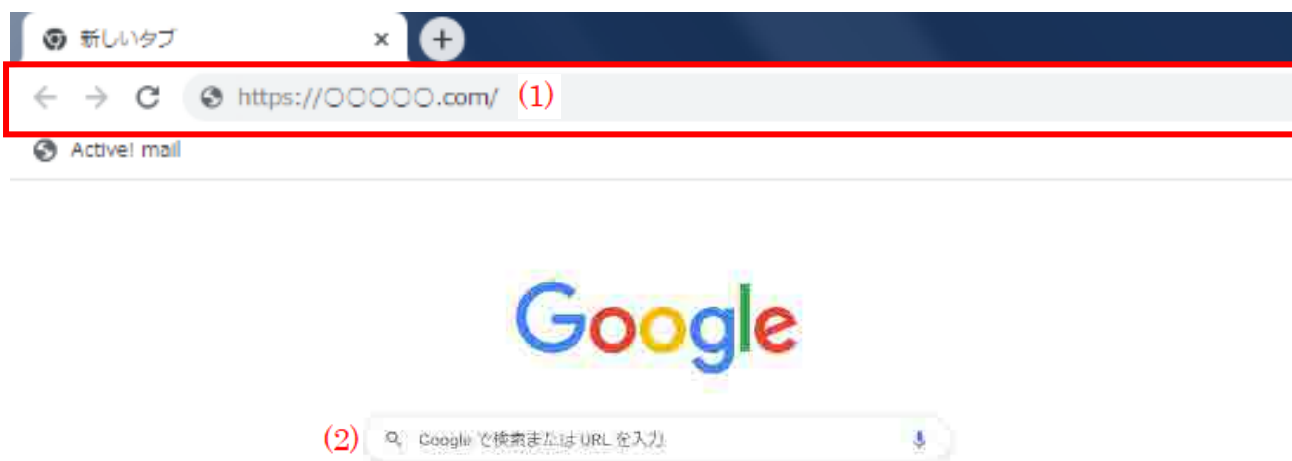 新しいタブ
https://○○○○○.com/ (1)
Active! mail
Google
(2) Google で検索または URL を入力